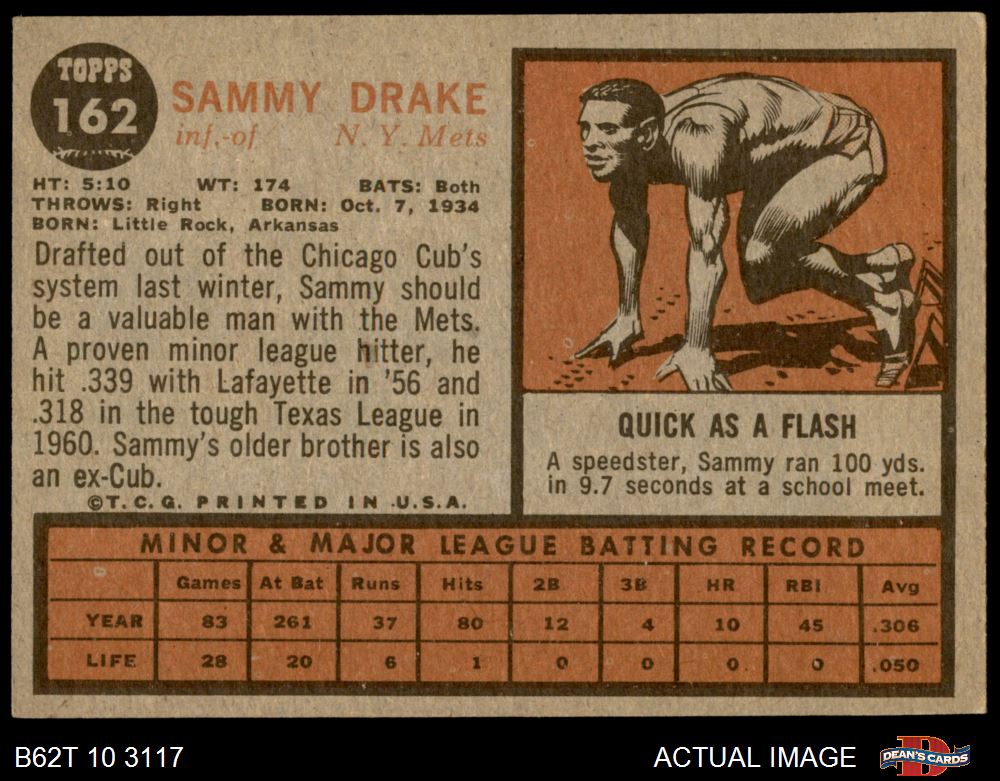 TOPPS
162
SAMMY DRAKE
inf.-of N. Y. Mets
HT: 5:10 WT: 174 BATS: Both
THROWS: Right BORN: Oct. 7, 1934
BORN: Little Rock, Arkansas
Drafted out of the Chicago Cub's
system last winter, Sammy should
be a valuable man with the Mets.
A proven minor league hitter, he
hit .339 with Lafayette in '56 and
.318 in the tough Texas League in
1960. Sammy's older brother is also
an ex-Cub.
©T.C.G. PRINTED IN U.S.A.
QUICK AS A FLASH
A speedster, Sammy ran 100 yds.
in 9.7 seconds at a school meet.
MINOR & MAJOR LEAGUE BATTING RECORD
Games At Bat Runs Hits 2B 3B HR RBI Avg
YEAR 83 261 37 80 12 4 10 45 .306
LIFE 28 20 6 1 0 0 0 0 .050
B62T 10 3117 ACTUAL IMAGE
DEAN'S CARDS